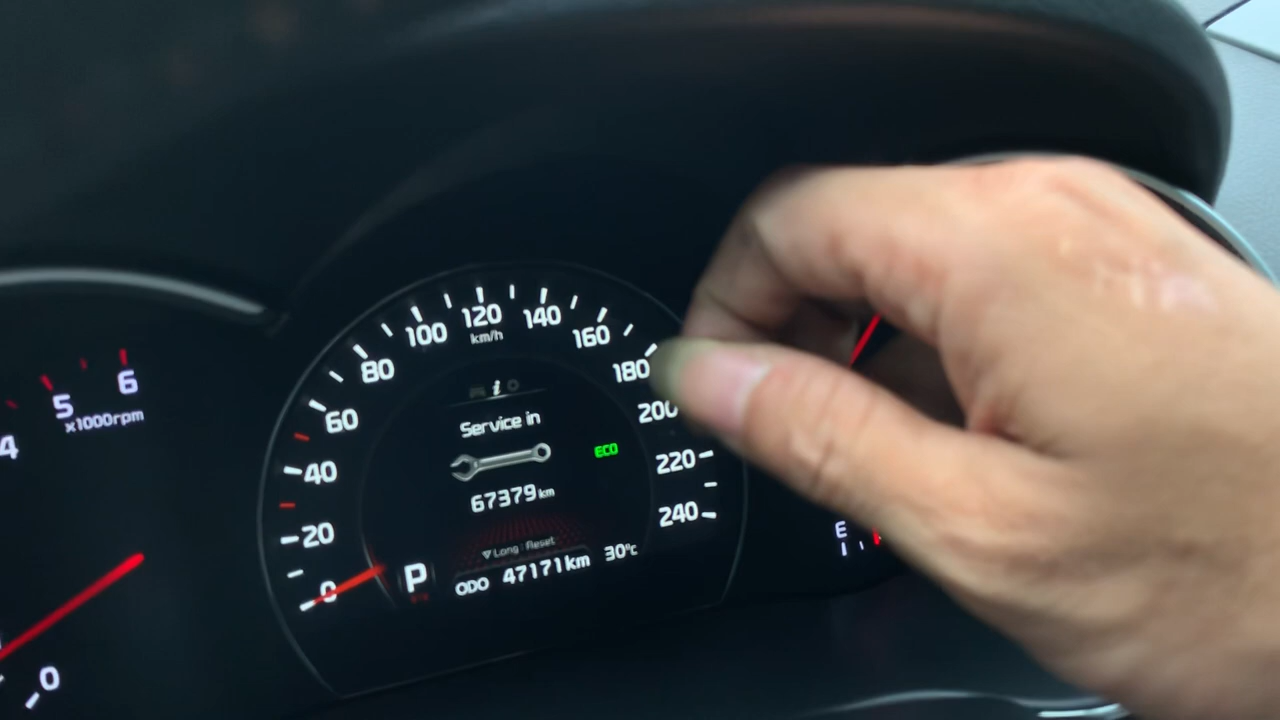 4
5
6
x1000rpm
0
0
20
40
60
80
100
120
km/h
140
160
180
200
220
240
i
Service in
ECO
67379km
▼Long : Reset
P
ODO 47171km
30°c
E